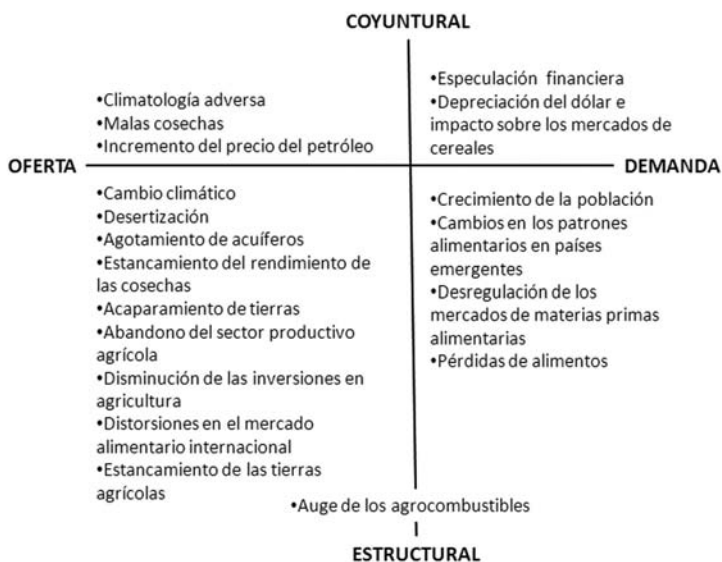 COYUNTURAL
•Climatología adversa
•Malas cosechas
•Incremento del precio del petróleo
•Especulación financiera
•Depreciación del dólar e
impacto sobre los mercados de
cereales
OFERTA
DEMANDA
•Cambio climático
•Desertización
•Agotamiento de acuíferos
•Estancamiento del rendimiento de
las cosechas
•Acaparamiento de tierras
•Abandono del sector productivo
agrícola
•Disminución de las inversiones en
agricultura
•Distorsiones en el mercado
alimentario internacional
•Estancamiento de las tierras
agrícolas
•Crecimiento de la población
•Cambios en los patrones
alimentarios en países
emergentes
•Desregulación de los
mercados de materias primas
alimentarias
•Pérdidas de alimentos
•Auge de los agrocombustibles
ESTRUCTURAL